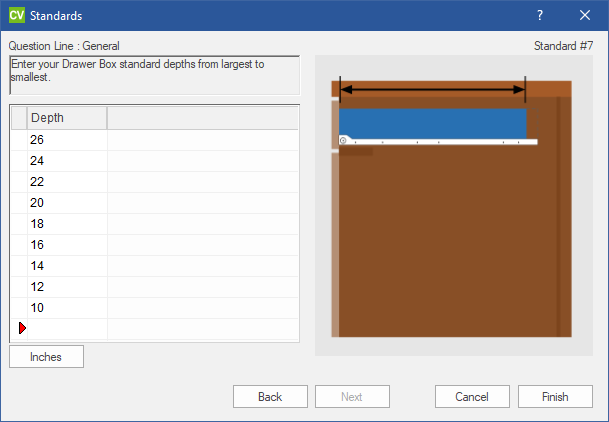 CV Standards ?
Question Line : General
Standard #7
Enter your Drawer Box standard depths from largest to
smallest.
Depth
26
24
22
20
18
16
14
12
10
Inches
Back Next Cancel Finish